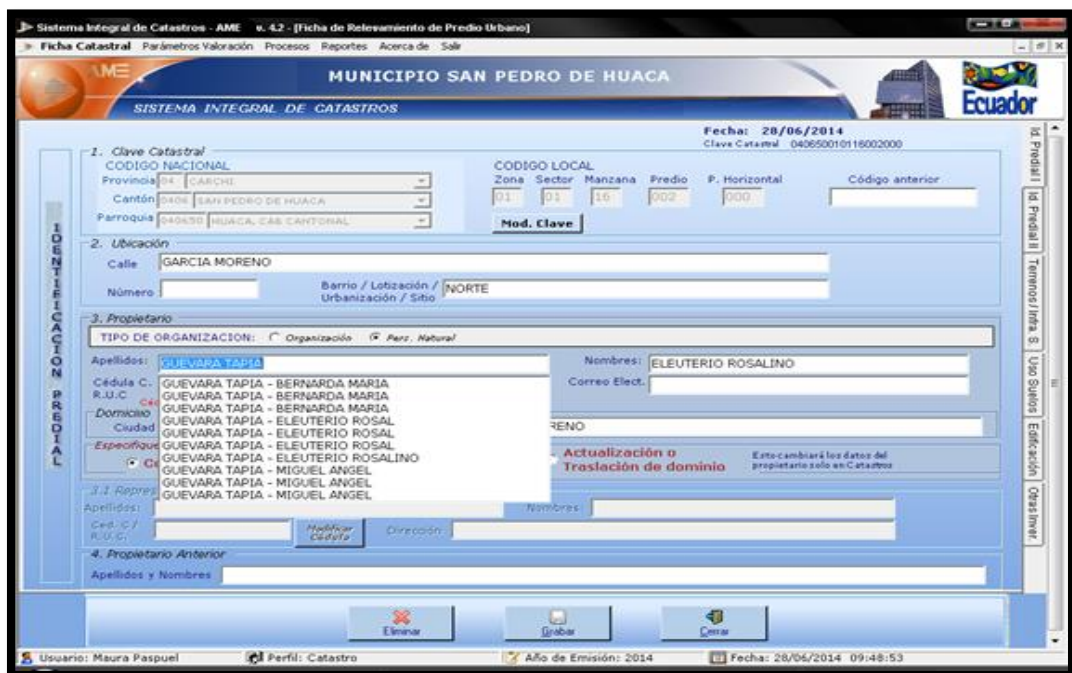 Sistema Integral de Catastros - AME   v. 4.2 - [Ficha de Relevamiento de Predio Urbano]
Ficha Catastral  Parámetros Valoración  Procesos  Reportes  Acerca de  Salir
AME
MUNICIPIO SAN PEDRO DE HUACA
SISTEMA INTEGRAL DE CATASTROS
Ecuador
Fecha: 28/06/2014
Clave Catastral 040650010116002000
1. Clave Catastral
CODIGO NACIONAL
CODIGO LOCAL
Provincia 04 CARCHI
Zona Sector Manzana Predio P. Horizontal Código anterior
Cantón 0406 SAN PEDRO DE HUACA
01 01 16 002 000
Parroquia 040650 HUACA, CAB CANTONAL
Mod. Clave
2. Ubicación
Calle GARCIA MORENO
Número
Barrio / Lotización / Urbanización / Sitio NORTE
3. Propietario
TIPO DE ORGANIZACION: Organización Pers. Natural
Apellidos: GUEVARA TAPIA
Nombres: ELEUTERIO ROSALINO
Cédula C.
R.U.C
Correo Elect.
GUEVARA TAPIA - BERNARDA MARIA
GUEVARA TAPIA - BERNARDA MARIA
GUEVARA TAPIA - BERNARDA MARIA
GUEVARA TAPIA - ELEUTERIO ROSAL
GUEVARA TAPIA - ELEUTERIO ROSAL
GUEVARA TAPIA - ELEUTERIO ROSAL
GUEVARA TAPIA - ELEUTERIO ROSALINO
GUEVARA TAPIA - MIGUEL ANGEL
GUEVARA TAPIA - MIGUEL ANGEL
GUEVARA TAPIA - MIGUEL ANGEL
Domicilio
Ciudad
RENO
Especifique
Actualización o
Traslación de dominio
Esto cambiará los datos del
propietario solo en Catastros
3.1 Repres
Apellidos:
Nombres
Ced. C /
R.U.C.
Modificar
Cédula
Dirección
4. Propietario Anterior
Apellidos y Nombres
IDENTIFICACION PREDIAL
Id. Predial I
Id. Predial II
Terrenos / Infra. S
Uso Suelos
Edificación
Otras Inver.
Eliminar
Grabar
Cerrar
Usuario: Maura Paspuel
Perfil: Catastro
Año de Emisión: 2014
Fecha: 28/06/2014 09:48:53